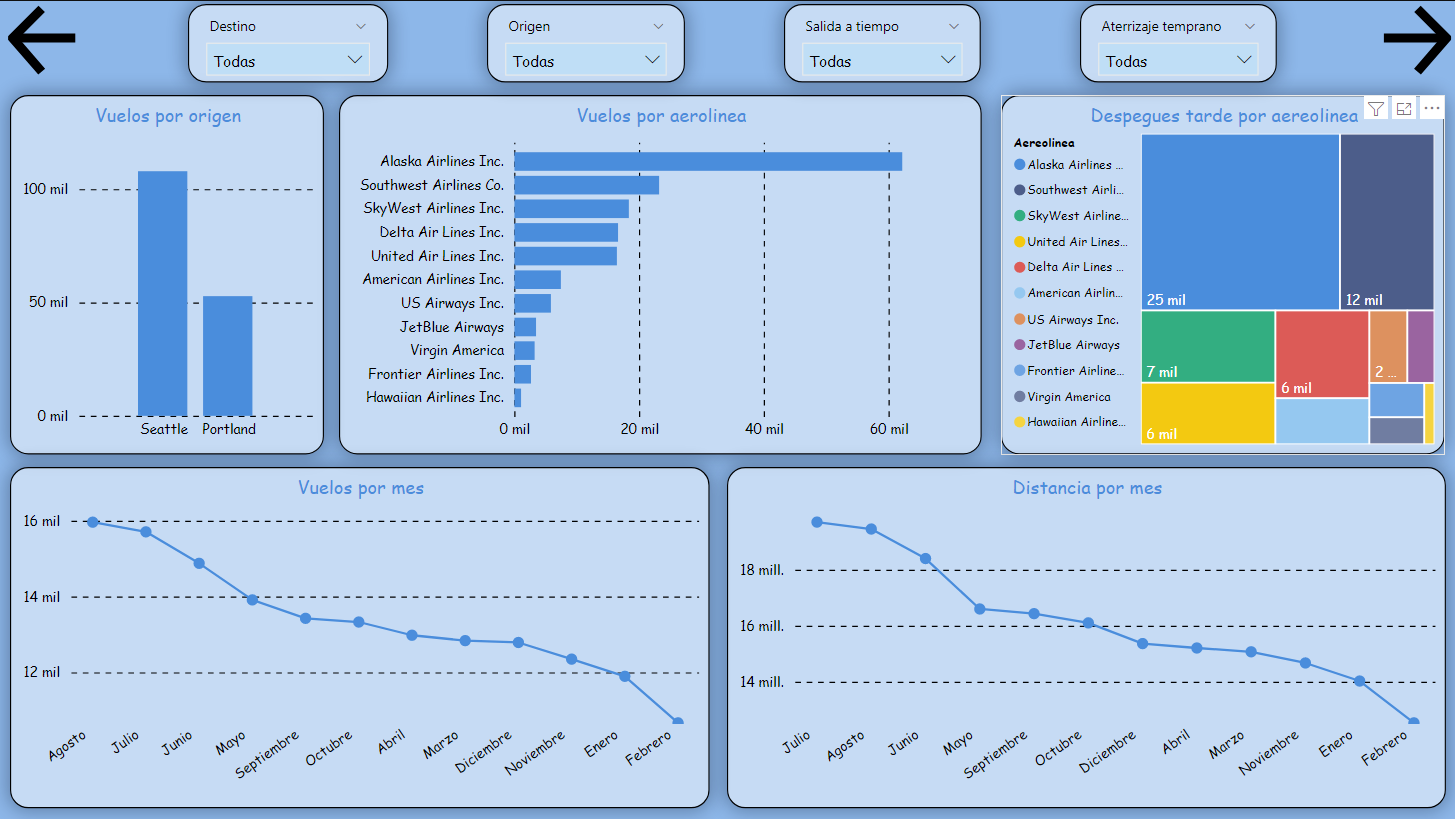 Destino
Todas
Origen
Todas
Salida a tiempo
Todas
Aterrizaje temprano
Todas
Vuelos por origen
100 mil
50 mil
0 mil
Seattle
Portland
Vuelos por aerolinea
Alaska Airlines Inc.
Southwest Airlines Co.
SkyWest Airlines Inc.
Delta Air Lines Inc.
United Air Lines Inc.
American Airlines Inc.
US Airways Inc.
JetBlue Airways
Virgin America
Frontier Airlines Inc.
Hawaiian Airlines Inc.
0 mil
20 mil
40 mil
60 mil
Despegues tarde por aereolinea
Aereolinea
Alaska Airlines ...
Southwest Airli...
SkyWest Airline...
United Air Lines...
Delta Air Lines ...
American Airlin...
US Airways Inc.
JetBlue Airways
Frontier Airline...
Virgin America
Hawaiian Airline...
25 mil
12 mil
7 mil
6 mil
2 ...
6 mil
Vuelos por mes
16 mil
14 mil
12 mil
Agosto
Julio
Junio
Mayo
Septiembre
Octubre
Abril
Marzo
Diciembre
Noviembre
Enero
Febrero
Distancia por mes
18 mill.
16 mill.
14 mill.
Julio
Agosto
Junio
Mayo
Septiembre
Octubre
Diciembre
Abril
Marzo
Noviembre
Enero
Febrero